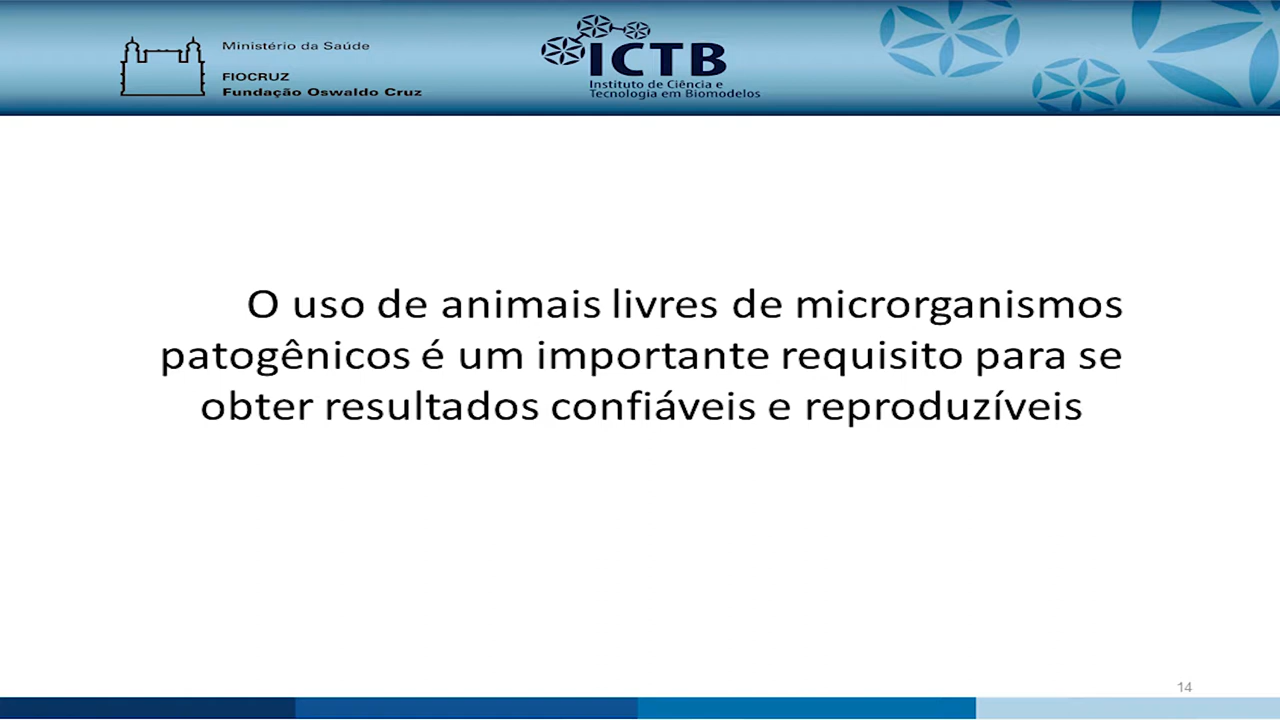 Ministério da Saúde
FIOCRUZ
Fundação Oswaldo Cruz
ICTB
Instituto de Ciência e
Tecnologia em Biomodelos
O uso de animais livres de microrganismos
patogênicos é um importante requisito para se
obter resultados confiáveis e reproduzíveis
14